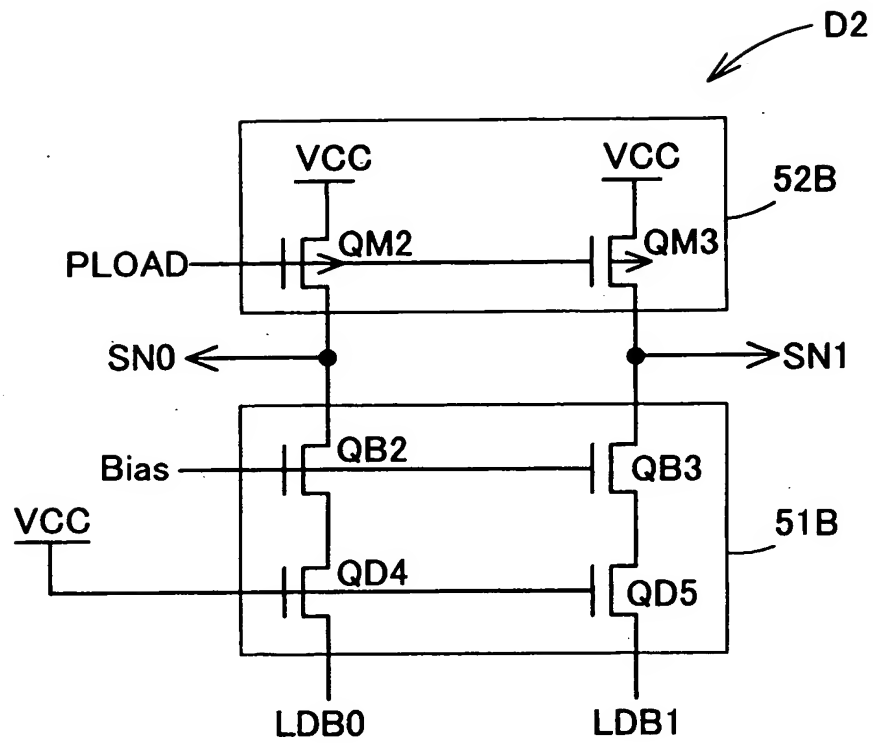 D2
VCC VCC
52B
PLOAD QM2 QM3
SN0 SN1
Bias QB2 QB3
VCC 51B
QD4 QD5
LDB0 LDB1